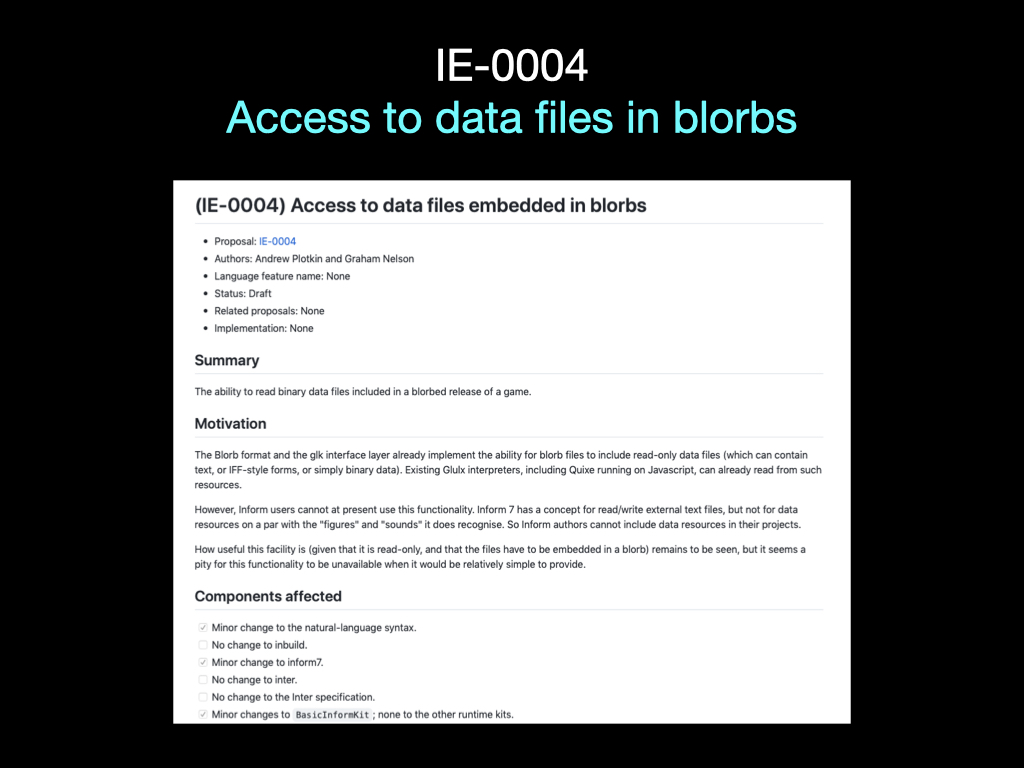 IE-0004
Access to data files in blorbs
(IE-0004) Access to data files embedded in blorbs
• Proposal: IE-0004
• Authors: Andrew Plotkin and Graham Nelson
• Language feature name: None
• Status: Draft
• Related proposals: None
• Implementation: None
Summary
The ability to read binary data files included in a blorbed release of a game.
Motivation
The Blorb format and the glk interface layer already implement the ability for blorb files to include read-only data files (which can contain
text, or IFF-style forms, or simply binary data). Existing Glulx interpreters, including Quixe running on Javascript, can already read from such
resources.
However, Inform users cannot at present use this functionality. Inform 7 has a concept for read/write external text files, but not for data
resources on a par with the "figures" and "sounds" it does recognise. So Inform authors cannot include data resources in their projects.
How useful this facility is (given that it is read-only, and that the files have to be embedded in a blorb) remains to be seen, but it seems a
pity for this functionality to be unavailable when it would be relatively simple to provide.
Components affected
Minor change to the natural-language syntax.
No change to inbuild.
Minor change to inform7.
No change to inter.
No change to the Inter specification.
Minor changes to BasicInformKit ; none to the other runtime kits.